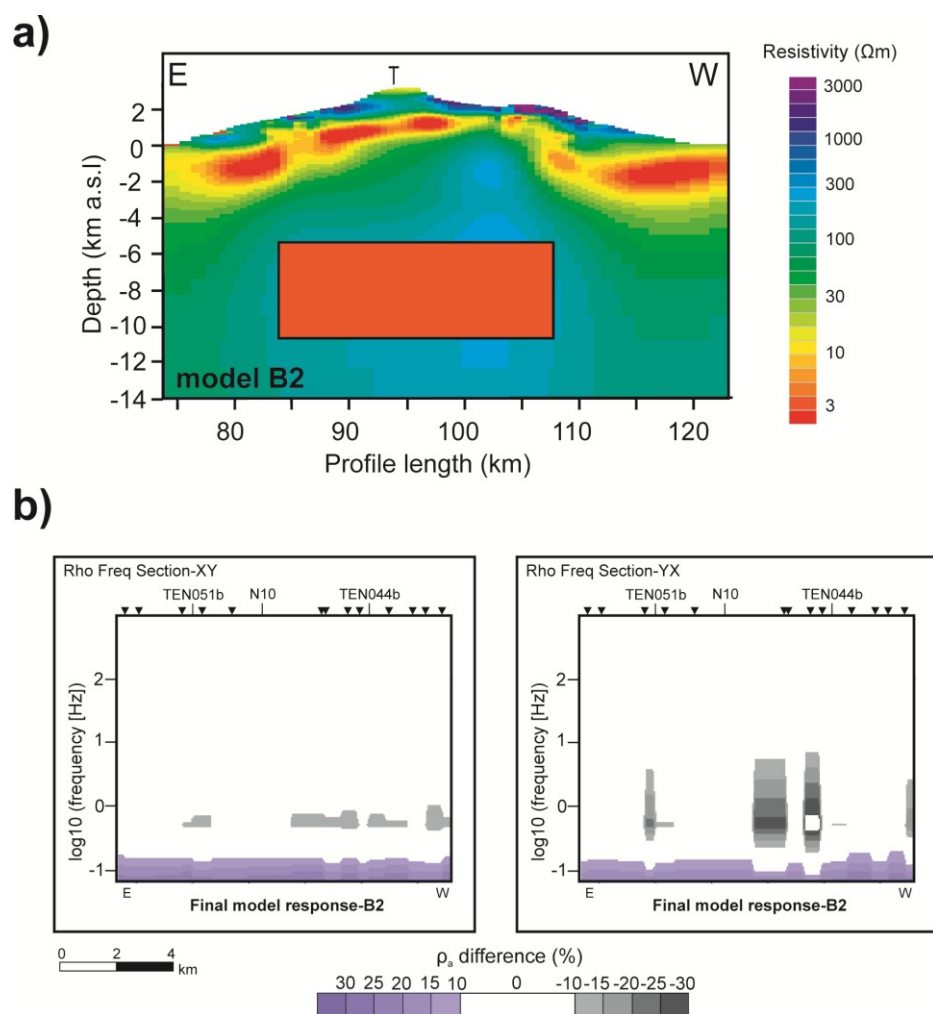 a)
E
T
W
Resistivity (Ωm)
3000
1000
300
100
30
10
3
2
0
-2
-4
-6
-8
-10
-12
-14
Depth (km a.s.l)
model B2
80
90
100
110
120
Profile length (km)
b)
Rho Freq Section-XY
TEN051b
N10
TEN044b
log10 (frequency [Hz])
2
1
0
-1
E
W
Final model response-B2
Rho Freq Section-YX
TEN051b
N10
TEN044b
log10 (frequency [Hz])
2
1
0
-1
E
W
Final model response-B2
0 2 4
km
ρa difference (%)
30 25 20 15 10 0 -10 -15 -20 -25 -30